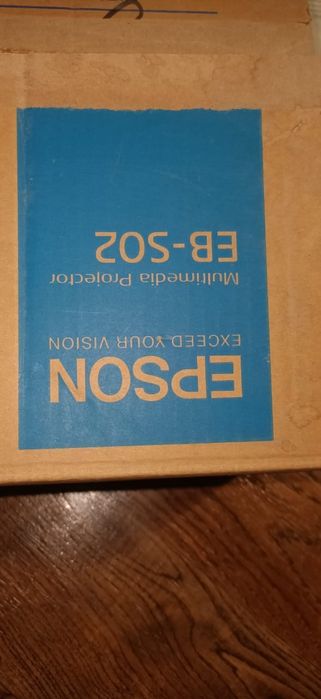 EPSON
EXCEED YOUR VISION
Multimedia Projector
EB-S02